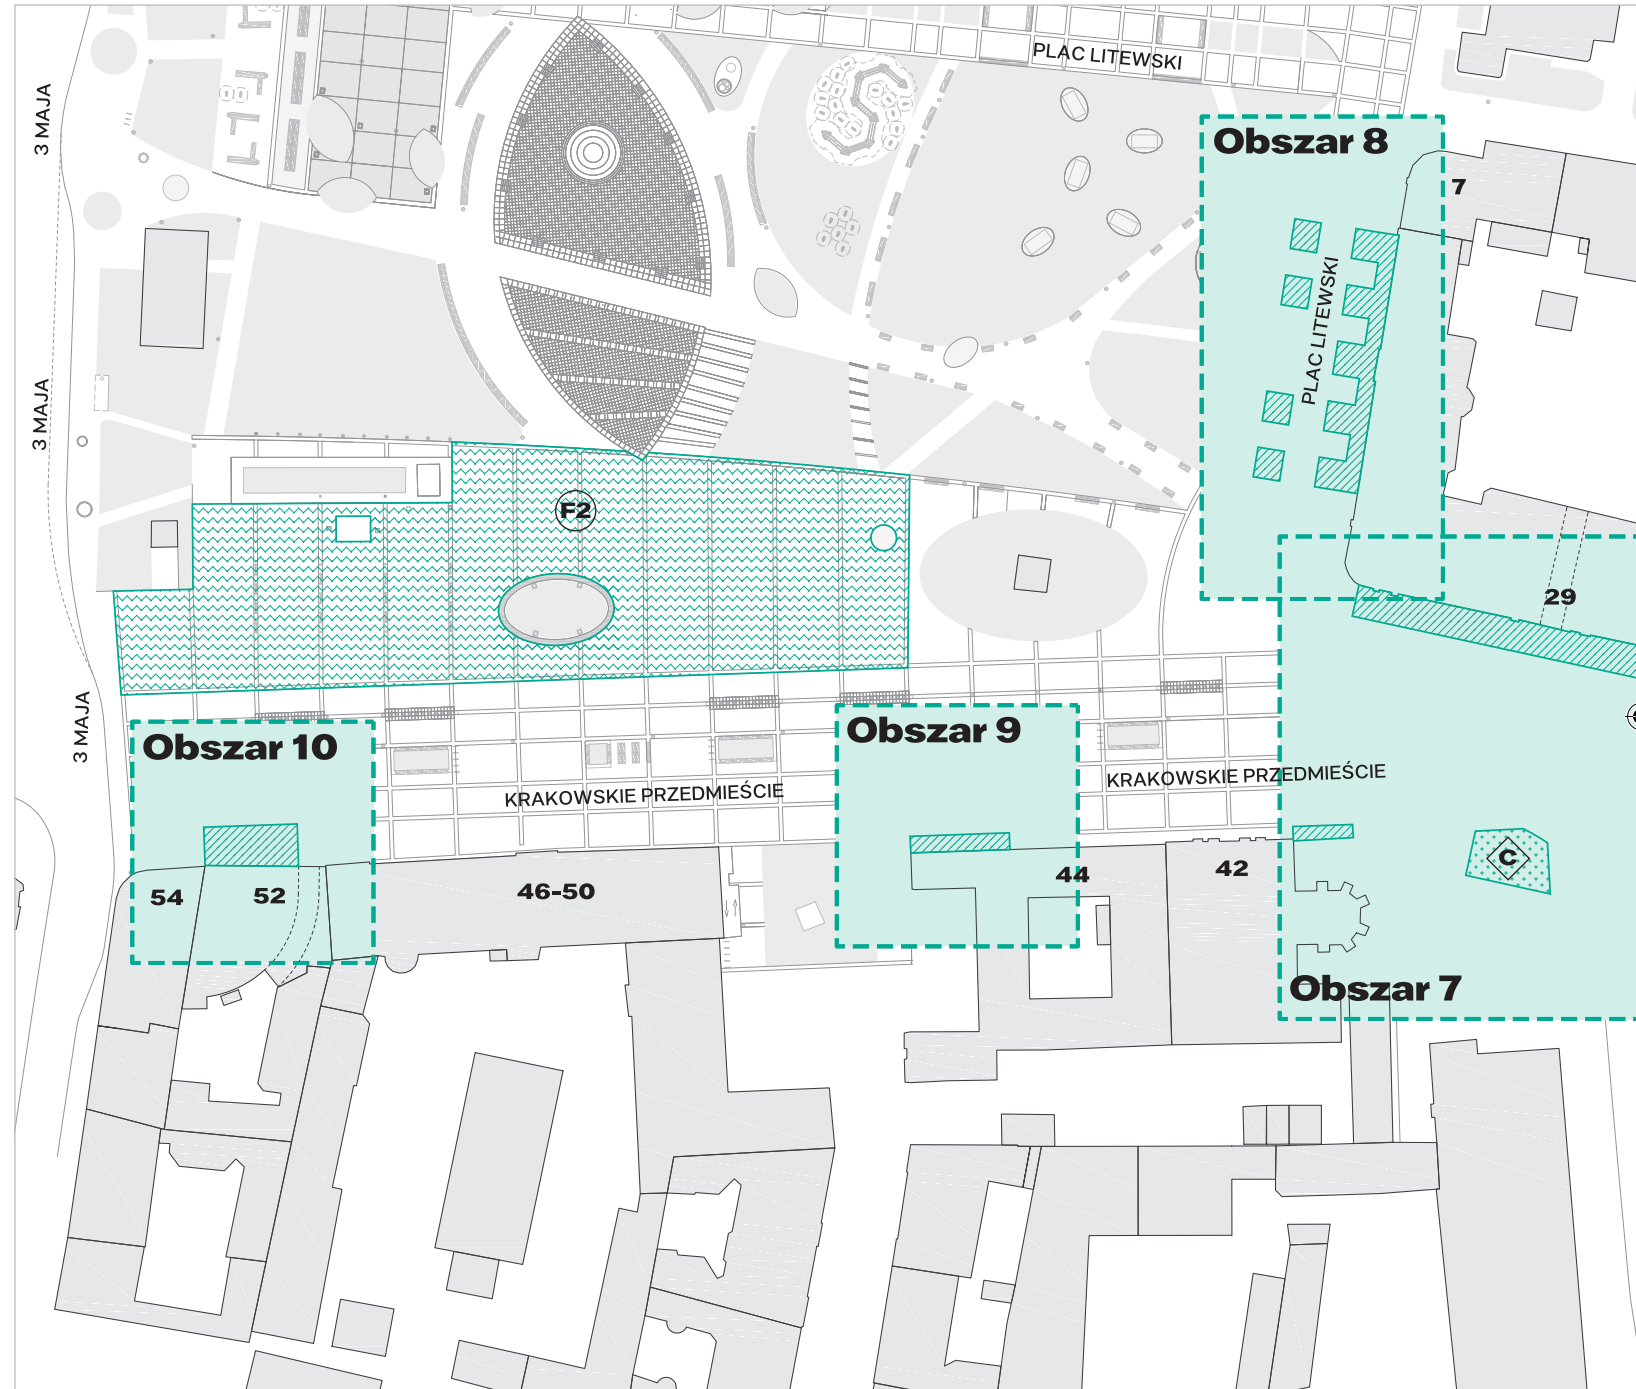 PLAC LITEWSKI
3 MAJA
Obszar 8
7
PLAC LITEWSKI
3 MAJA
F2
29
3 MAJA
Obszar 10
Obszar 9
KRAKOWSKIE PRZEDMIEŚCIE
KRAKOWSKIE PRZEDMIEŚCIE
54
52
46-50
44
42
C
Obszar 7